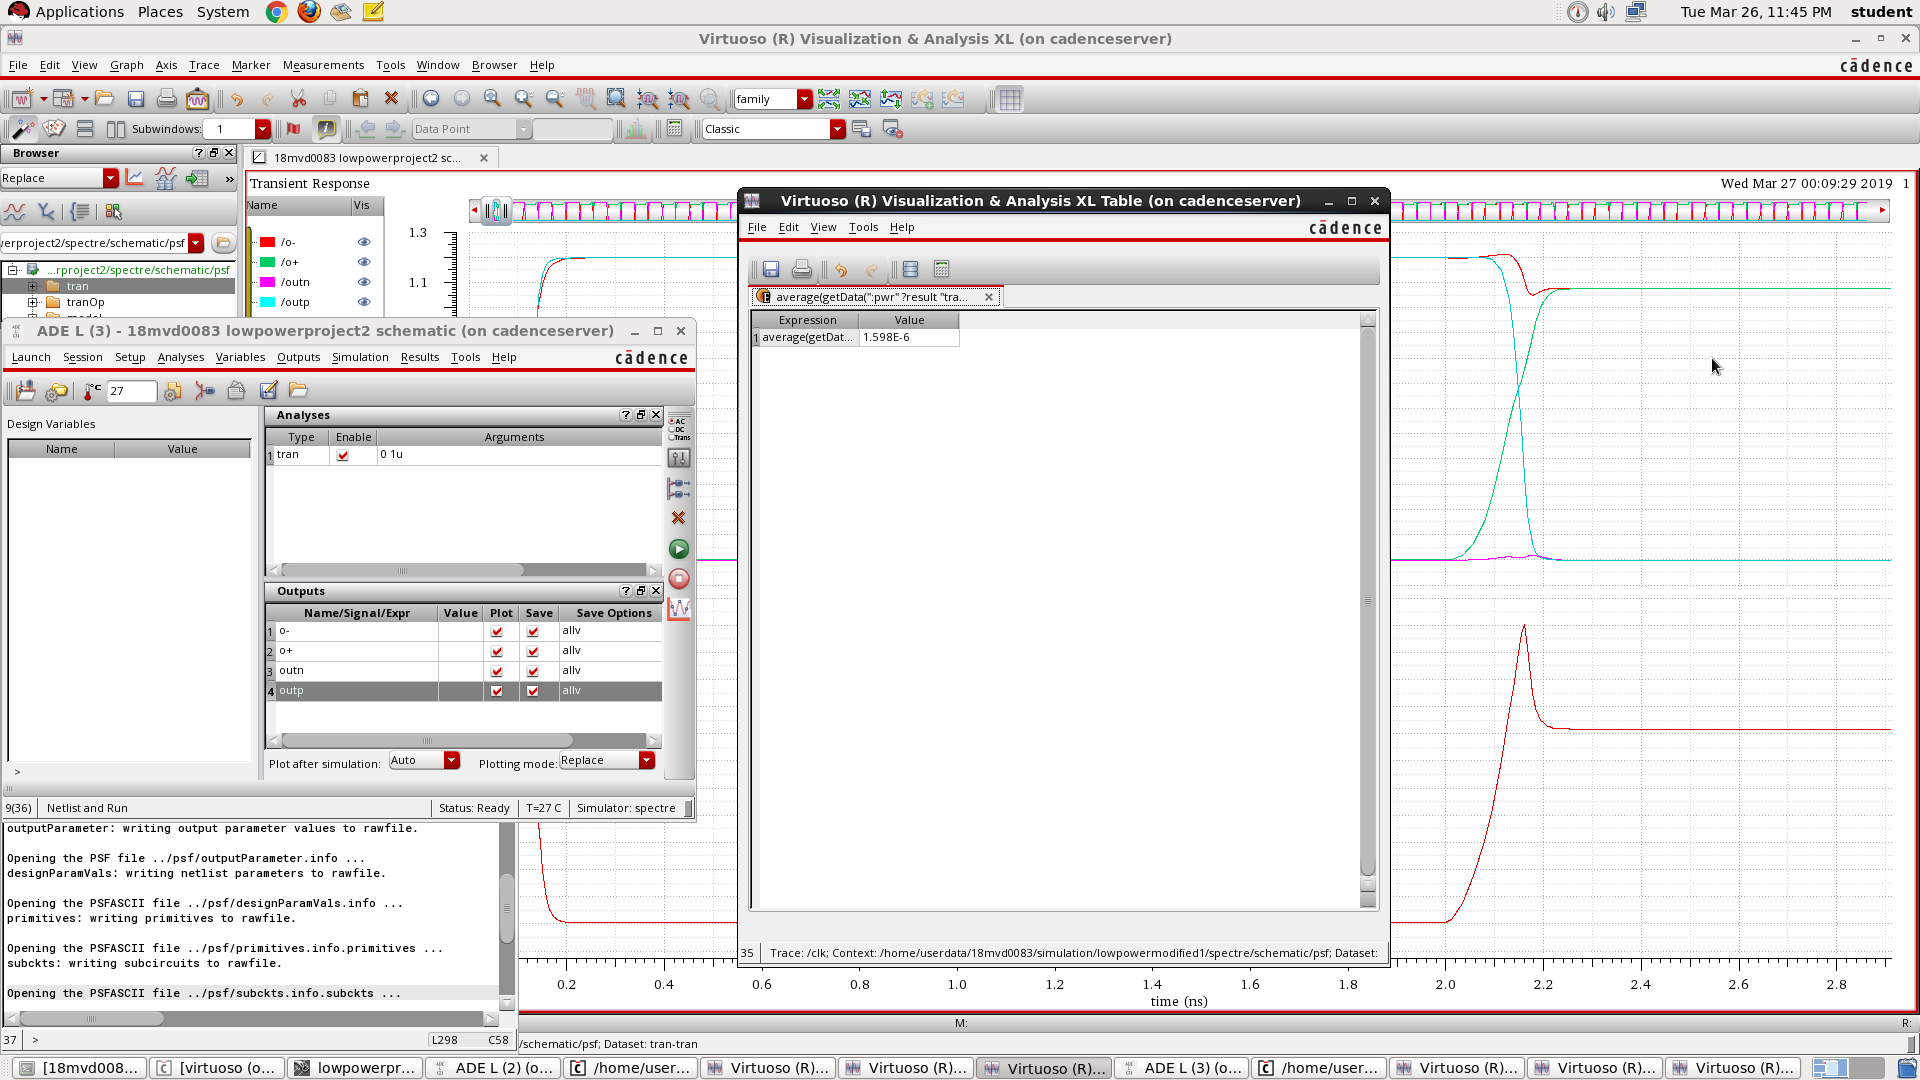 Applications Places System
Tue Mar 26, 11:45 PM student
Virtuoso (R) Visualization & Analysis XL (on cadenceserver)
File Edit View Graph Axis Trace Marker Measurements Tools Window Browser Help
cādence
family
Subwindows: 1
Data Point
Classic
Browser
18mvd0083 lowpowerproject2 sc...
Replace
»
Transient Response
Wed Mar 27 00:09:29 2019 1
Name Vis
verproject2/spectre/schematic/psf
/o-
/o+
/outn
/outp
1.3
1.1
...rproject2/spectre/schematic/psf
tran
tranOp
Virtuoso (R) Visualization & Analysis XL Table (on cadenceserver)
File Edit View Tools Help
cādence
average(getData(":pwr" ?result "tra...
Expression Value
1 average(getDat... 1.598E-6
35 Trace: /clk; Context: /home/userdata/18mvd0083/simulation/lowpowermodified1/spectre/schematic/psf; Dataset:
ADE L (3) - 18mvd0083 lowpowerproject2 schematic (on cadenceserver)
Launch Session Setup Analyses Variables Outputs Simulation Results Tools Help
cādence
27
Design Variables
Name Value
Analyses
Type Enable Arguments
1 tran 0 1u
AC
DC
Trans
Outputs
Name/Signal/Expr Value Plot Save Save Options
1 o- allv
2 o+ allv
3 outn allv
4 outp allv
Plot after simulation: Auto Plotting mode: Replace
>
9(36) Netlist and Run Status: Ready T=27 C Simulator: spectre
outputParameter: writing output parameter values to rawfile.
Opening the PSF file ../psf/outputParameter.info ...
designParamVals: writing netlist parameters to rawfile.
Opening the PSFASCII file ../psf/designParamVals.info ...
primitives: writing primitives to rawfile.
Opening the PSFASCII file ../psf/primitives.info.primitives ...
subckts: writing subcircuits to rawfile.
Opening the PSFASCII file ../psf/subckts.info.subckts ...
37 > L298 C58
0.2 0.4 0.6 0.8 1.0 1.2 1.4 1.6 1.8 2.0 2.2 2.4 2.6 2.8
time (ns)
M: R:
/schematic/psf; Dataset: tran-tran
[18mvd008... [virtuoso (o... lowpowerpr... ADE L (2) (o... /home/user... Virtuoso (R)... Virtuoso (R)... Virtuoso (R)... ADE L (3) (o... /home/user... Virtuoso (R)... Virtuoso (R)... Virtuoso (R)...